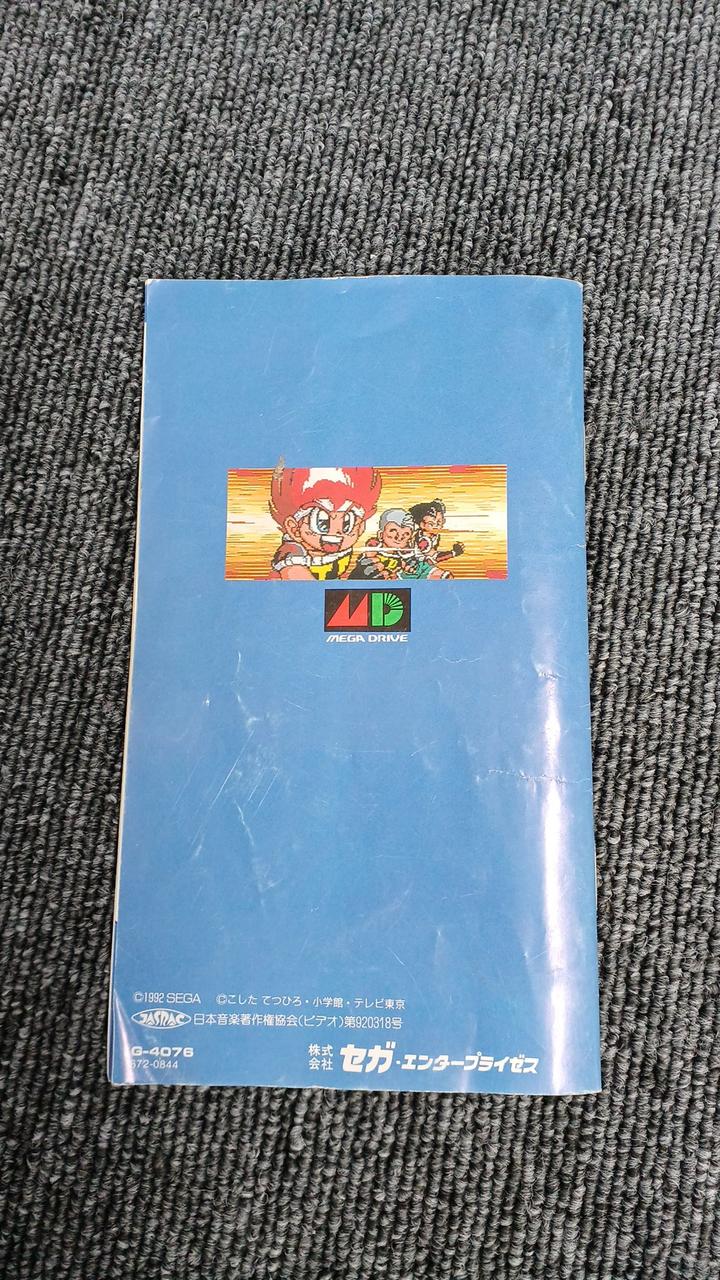 MD
MEGA DRIVE
©1992 SEGA ©こした てつひろ・小学館・テレビ東京
JASRAC 日本音楽著作権協会(ビデオ)第920318号
G-4076
672-0844
株式会社 セガ・エンタープライゼス